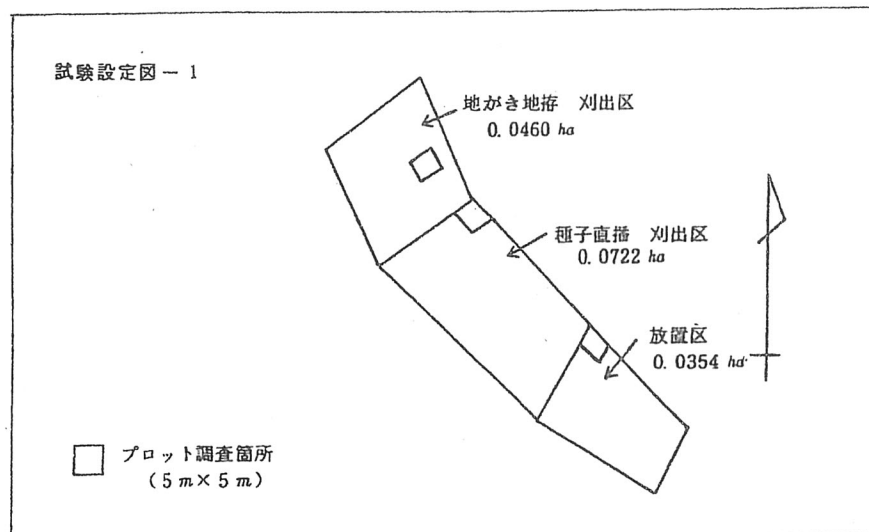 試験設定図－1
地がき地拵　刈出区
0.0460 ha
種子直播　刈出区
0.0722 ha
放置区
0.0354 ha
プロット調査箇所
（5m×5m）